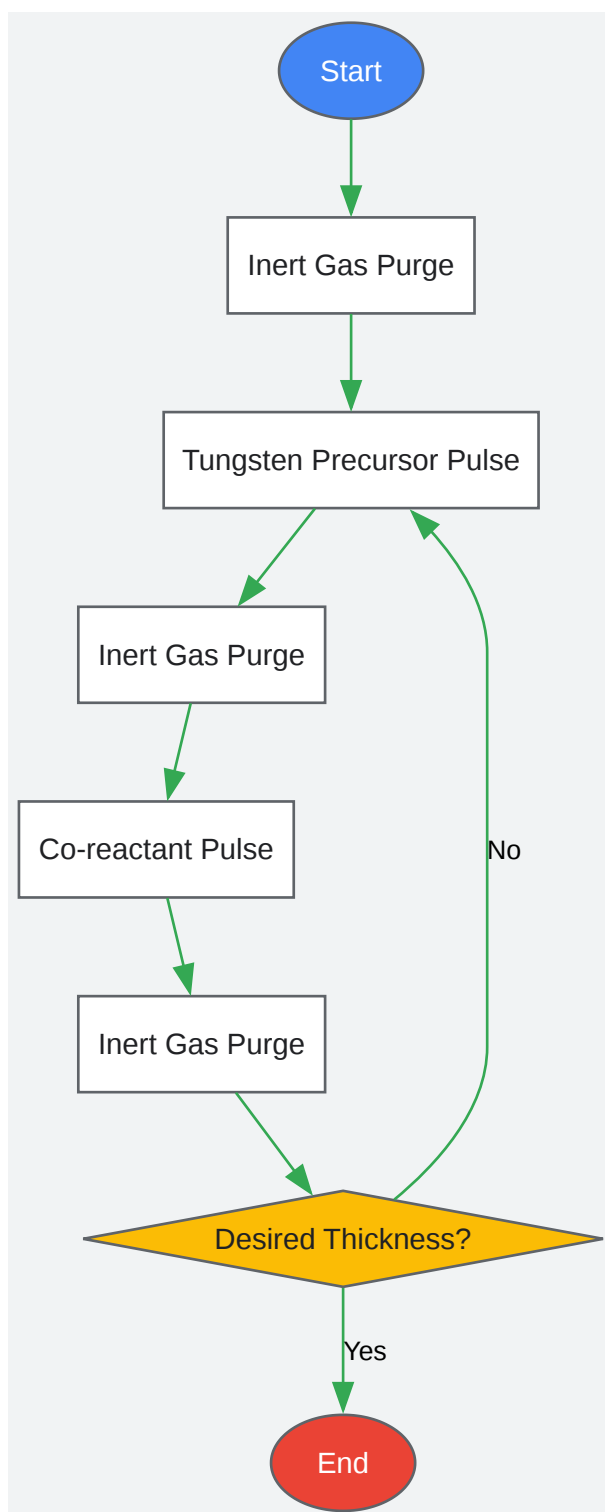 Start
Inert Gas Purge
Tungsten Precursor Pulse
Inert Gas Purge
Co-reactant Pulse
No
Inert Gas Purge
Desired Thickness?
Yes
End